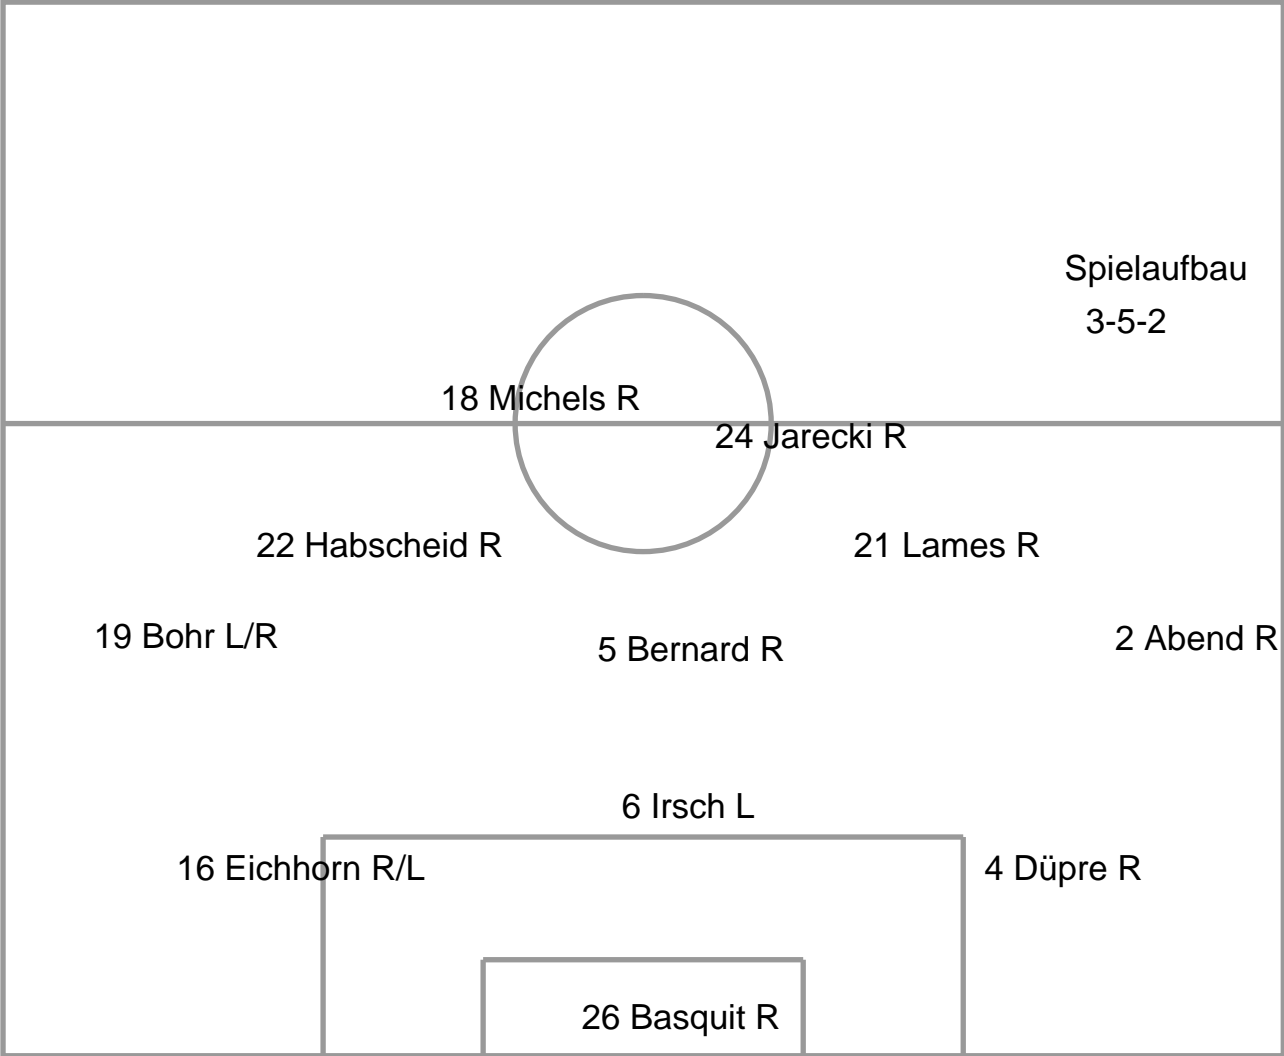 Spielaufbau
3-5-2
18 Michels R
24 Jarecki R
22 Habscheid R
21 Lames R
19 Bohr L/R
5 Bernard R
2 Abend R
6 Irsch L
16 Eichhorn R/L
4 Düpre R
26 Basquit R